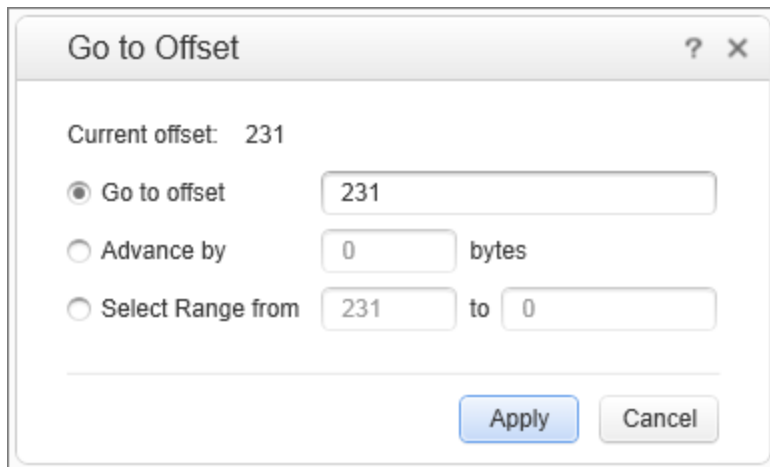 Go to Offset ? ×
Current offset: 231
Go to offset 231
Advance by 0 bytes
Select Range from 231 to 0
Apply Cancel